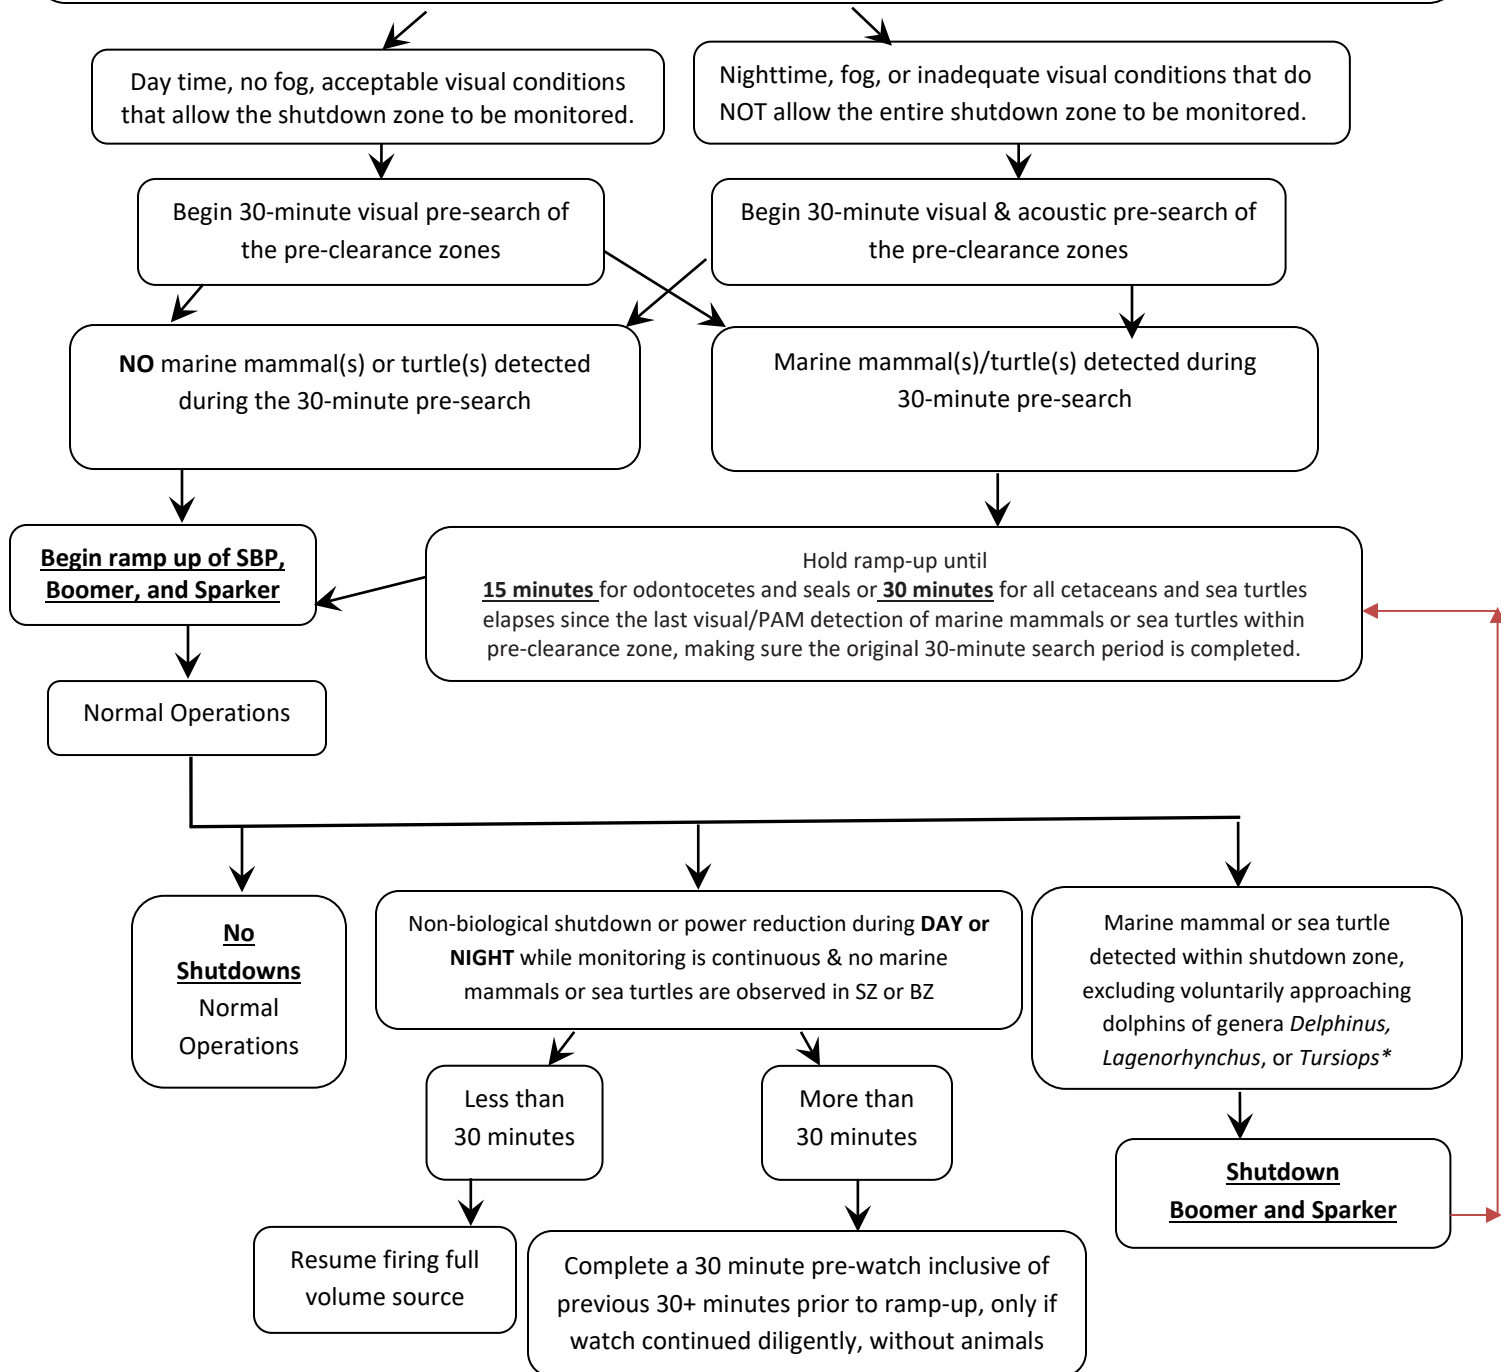 Day time, no fog, acceptable visual conditions
that allow the shutdown zone to be monitored.
Nighttime, fog, or inadequate visual conditions that do
NOT allow the entire shutdown zone to be monitored.
Begin 30-minute visual pre-search of
the pre-clearance zones
Begin 30-minute visual & acoustic pre-search of
the pre-clearance zones
NO marine mammal(s) or turtle(s) detected
during the 30-minute pre-search
Marine mammal(s)/turtle(s) detected during
30-minute pre-search
Begin ramp up of SBP,
Boomer, and Sparker
Hold ramp-up until
15 minutes for odontocetes and seals or 30 minutes for all cetaceans and sea turtles
elapses since the last visual/PAM detection of marine mammals or sea turtles within
pre-clearance zone, making sure the original 30-minute search period is completed.
Normal Operations
No
Shutdowns
Normal
Operations
Non-biological shutdown or power reduction during DAY or
NIGHT while monitoring is continuous & no marine
mammals or sea turtles are observed in SZ or BZ
Marine mammal or sea turtle
detected within shutdown zone,
excluding voluntarily approaching
dolphins of genera Delphinus,
Lagenorhynchus, or Tursiops*
Less than
30 minutes
More than
30 minutes
Shutdown
Boomer and Sparker
Resume firing full
volume source
Complete a 30 minute pre-watch inclusive of
previous 30+ minutes prior to ramp-up, only if
watch continued diligently, without animals